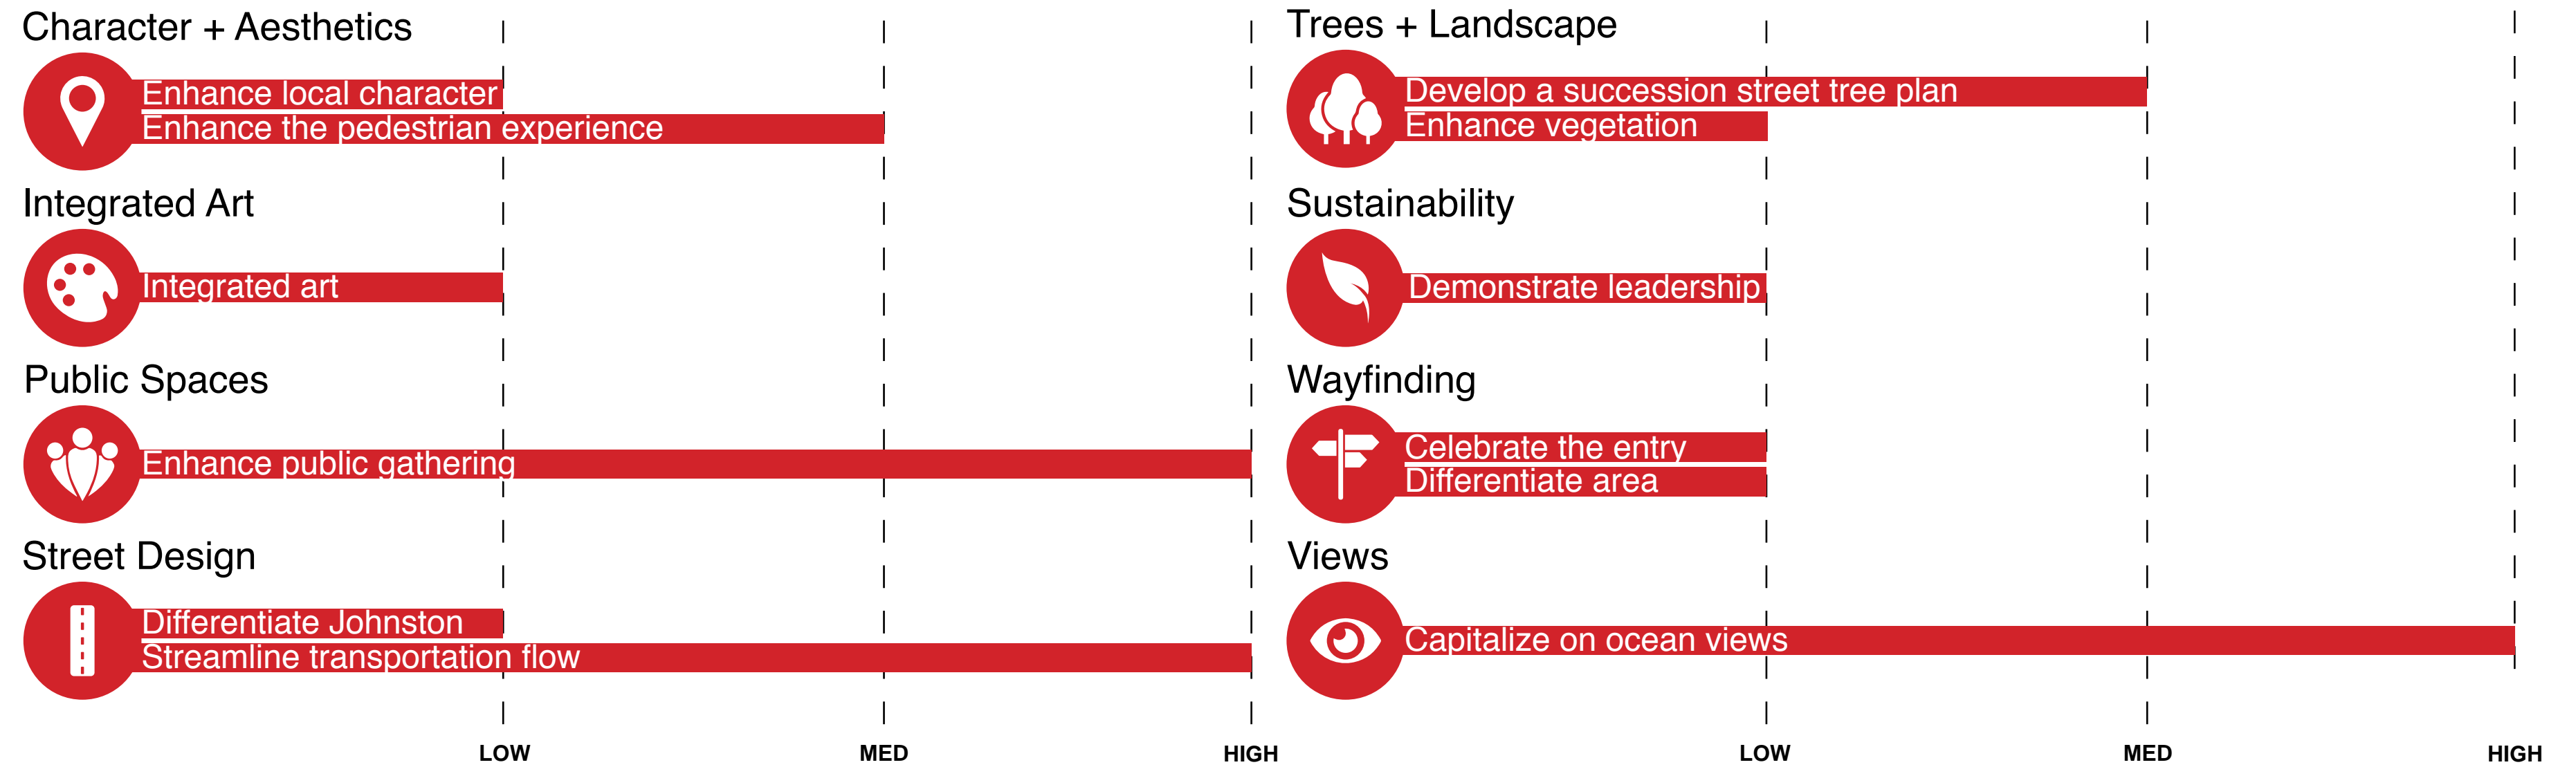 Character + Aesthetics
Enhance local character
Enhance the pedestrian experience
Integrated Art
Integrated art
Public Spaces
Enhance public gathering
Street Design
Differentiate Johnston
Streamline transportation flow
LOW MED HIGH
Trees + Landscape
Develop a succession street tree plan
Enhance vegetation
Sustainability
Demonstrate leadership
Wayfinding
Celebrate the entry
Differentiate area
Views
Capitalize on ocean views
LOW MED HIGH